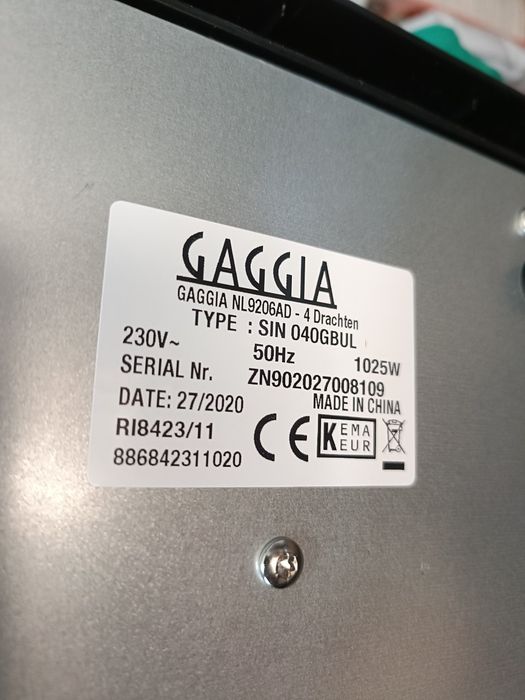 GAGGIA
GAGGIA NL9206AD - 4 Drachten
TYPE : SIN 040GBUL
230V~ 50Hz 1025W
SERIAL Nr. ZN902027008109
DATE: 27/2020 MADE IN CHINA
RI8423/11 CE KEMA KEUR
886842311020